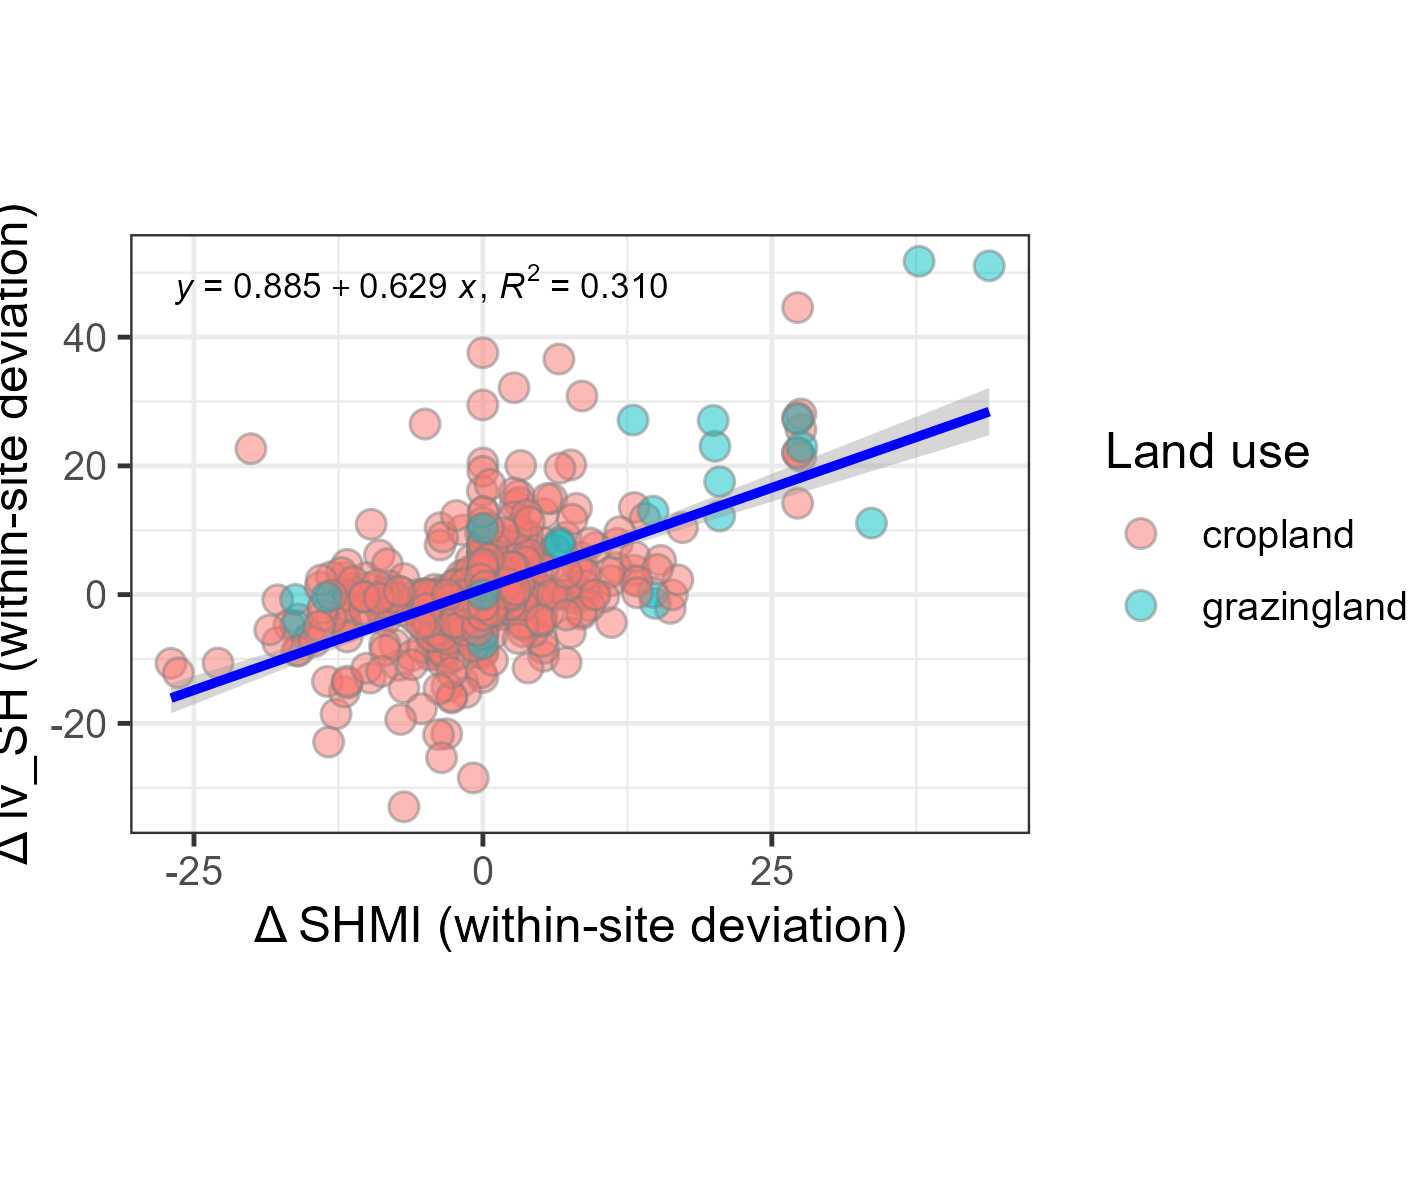 y = 0.885 + 0.629 x, R² = 0.310
Δ lv_SH (within-site deviation)
40
20
0
-20
-25
0
25
Δ SHMI (within-site deviation)
Land use
cropland
grazingland